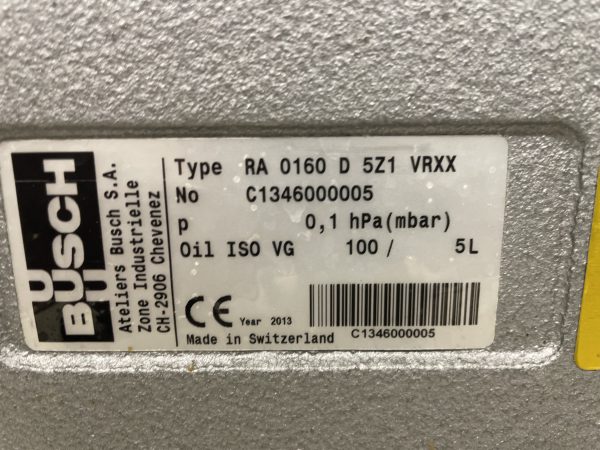 BUSCH
Ateliers Busch S.A.
Zone Industrielle
CH-2906 Chevenez
Type RA 0160 D 5Z1 VRXX
No C1346000005
p 0,1 hPa(mbar)
Oil ISO VG 100 / 5L
CE Year 2013
Made in Switzerland
C1346000005